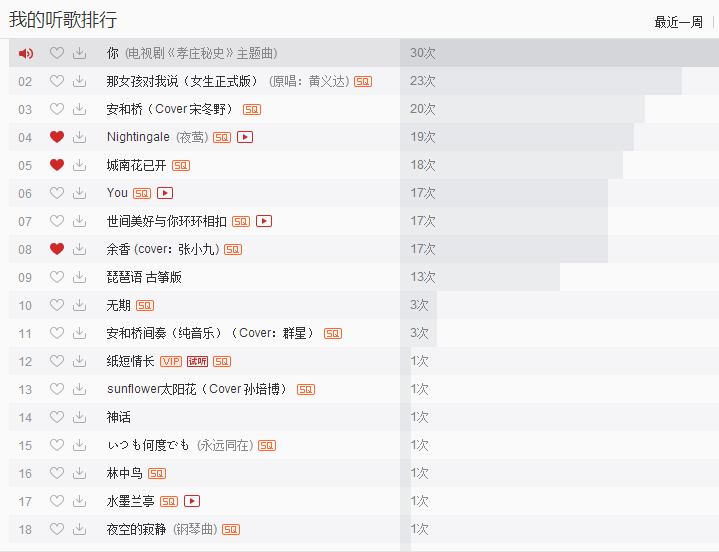 我的听歌排行 最近一周
你 (电视剧《孝庄秘史》主题曲) 30次
02 那女孩对我说（女生正式版） (原唱：黄义达) SQ 23次
03 安和桥（Cover 宋冬野） SQ 20次
04 Nightingale (夜莺) SQ 19次
05 城南花已开 SQ 18次
06 You SQ 17次
07 世间美好与你环环相扣 SQ 17次
08 余香 (cover：张小九) SQ 17次
09 琵琶语 古筝版 13次
10 无期 SQ 3次
11 安和桥间奏（纯音乐）（Cover：群星） SQ 3次
12 纸短情长 VIP 试听 SQ 1次
13 sunflower太阳花（Cover 孙培博） SQ 1次
14 神话 1次
15 いつも何度でも (永远同在) SQ 1次
16 林中鸟 SQ 1次
17 水墨兰亭 SQ 1次
18 夜空的寂静 (钢琴曲) SQ 1次